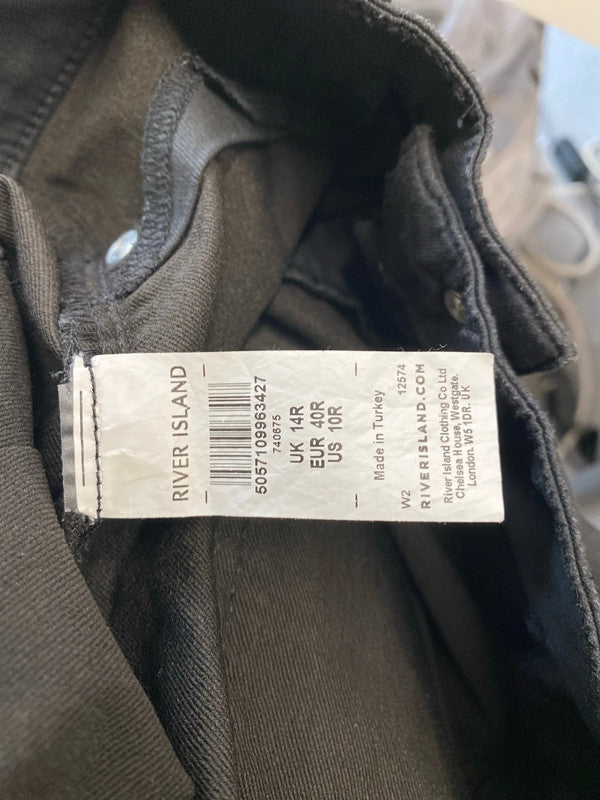 RIVER ISLAND
5057109963427
740675
UK 14R
EUR 40R
US 10R
Made in Turkey
W2 12574
RIVERISLAND.COM
River Island Clothing Co Ltd
Chelsea House, Westgate.
London. W5 1DR. UK